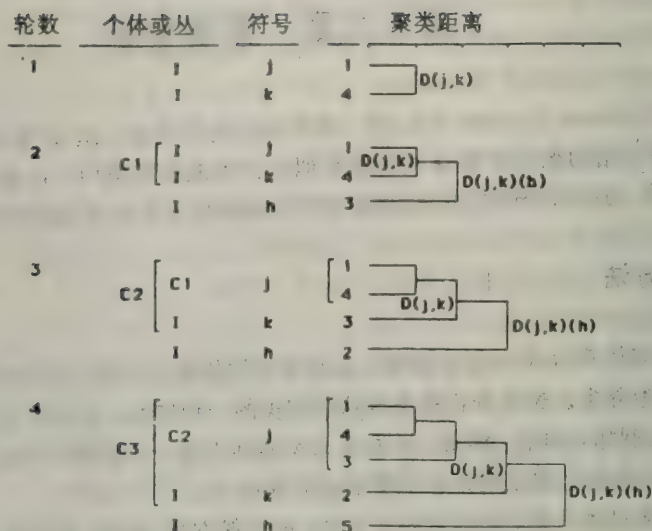 轮数 个体或丛 符号 聚类距离
1 I j 1 D(j,k)
I k 4
2 C1 I j 1 D(j,k)
I k 4 D(j,k)(h)
I h 3
3 C2 C1 j 1
4 D(j,k)
I k 3 D(j,k)(h)
I h 2
4 C3 C2 j 1
4
3 D(j,k)
I k 2 D(j,k)(h)
I h 5